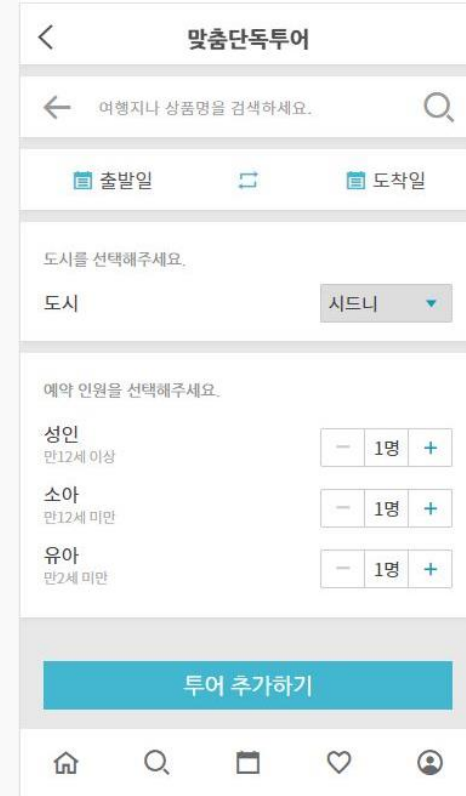 맞춤단독투어
여행지나 상품명을 검색하세요.
출발일 도착일
도시를 선택해주세요.
도시 시드니
예약 인원을 선택해주세요.
성인
만12세 이상
− 1명 +
소아
만12세 미만
− 1명 +
유아
만2세 미만
− 1명 +
투어 추가하기